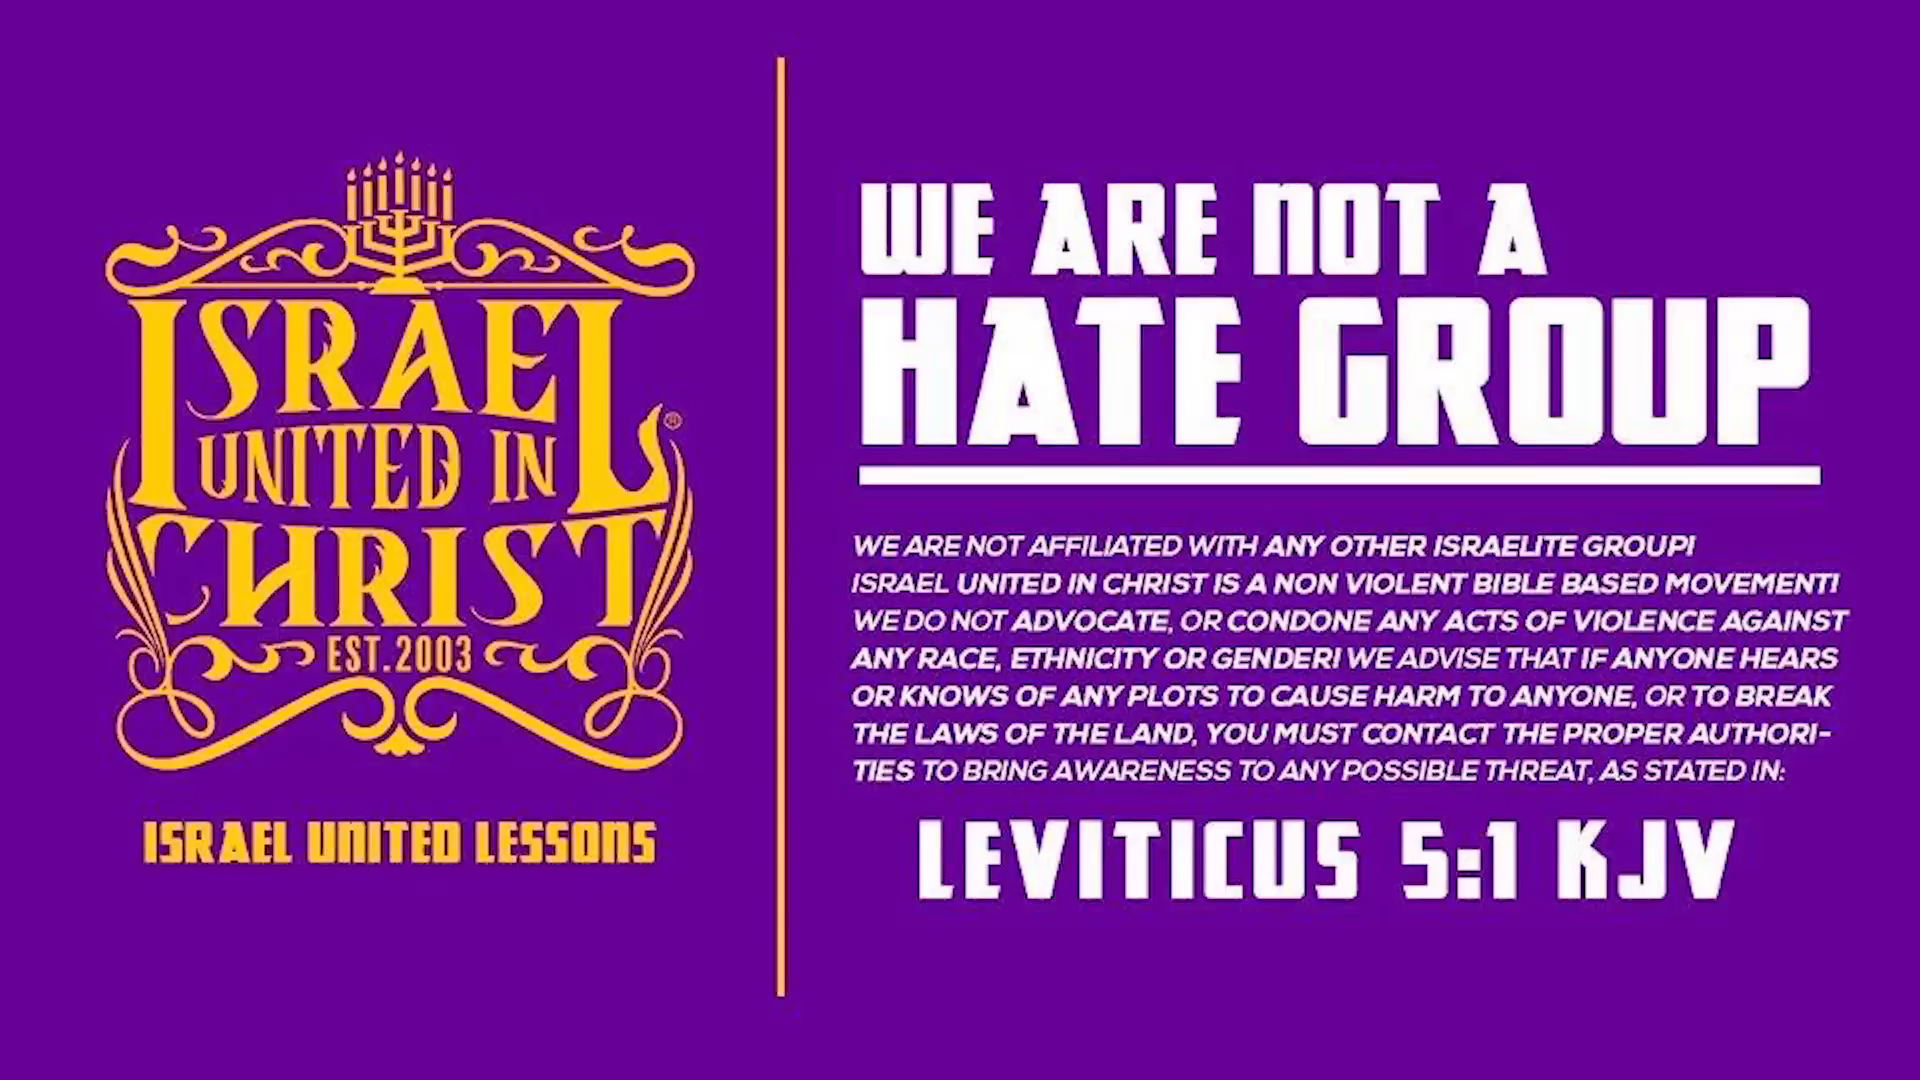 ISRAEL
UNITED IN
CHRIST
®
EST.2003
ISRAEL UNITED LESSONS
WE ARE NOT A
HATE GROUP
WE ARE NOT AFFILIATED WITH ANY OTHER ISRAELITE GROUP!
ISRAEL UNITED IN CHRIST IS A NON VIOLENT BIBLE BASED MOVEMENT!
WE DO NOT ADVOCATE, OR CONDONE ANY ACTS OF VIOLENCE AGAINST
ANY RACE, ETHNICITY OR GENDER! WE ADVISE THAT IF ANYONE HEARS
OR KNOWS OF ANY PLOTS TO CAUSE HARM TO ANYONE, OR TO BREAK
THE LAWS OF THE LAND, YOU MUST CONTACT THE PROPER AUTHORI-
TIES TO BRING AWARENESS TO ANY POSSIBLE THREAT, AS STATED IN:
LEVITICUS 5:1 KJV